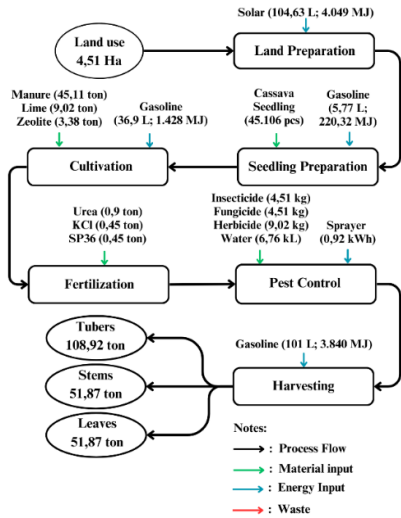 Solar (104,63 L; 4.049 MJ)
Land use
4,51 Ha
Land Preparation
Manure (45,11 ton)
Lime (9,02 ton)
Zeolite (3,38 ton)
Gasoline
(36,9 L; 1.428 MJ)
Cassava
Seedling
(45.106 pcs)
Gasoline
(5,77 L;
220,32 MJ)
Cultivation
Seedling Preparation
Urea (0,9 ton)
KCl (0,45 ton)
SP36 (0,45 ton)
Insecticide (4,51 kg)
Fungicide (4,51 kg)
Herbicide (9,02 kg)
Water (6,76 kL)
Sprayer
(0,92 kWh)
Fertilization
Pest Control
Tubers
108,92 ton
Gasoline (101 L; 3.840 MJ)
Stems
51,87 ton
Harvesting
Leaves
51,87 ton
Notes:
: Process Flow
: Material input
: Energy Input
: Waste